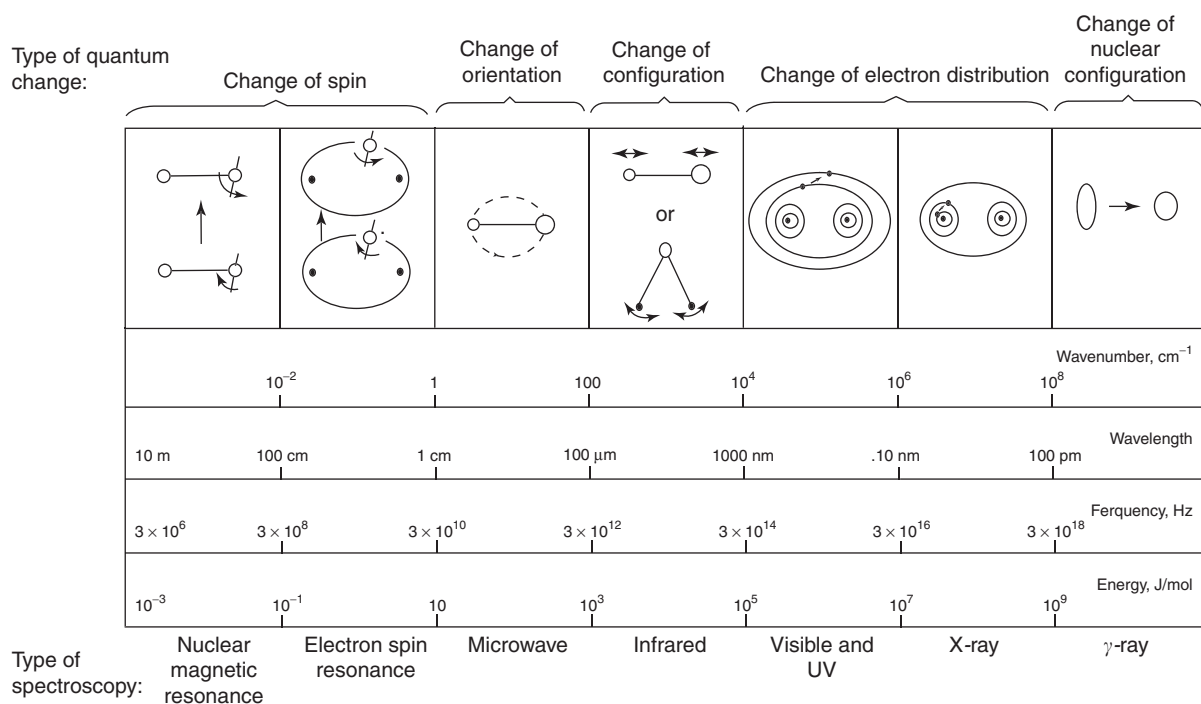 Type of quantum
change:
Change of spin
Change of
orientation
Change of
configuration
Change of electron distribution
Change of
nuclear
configuration
or
Wavenumber, cm⁻¹
10⁻² 1 100 10⁴ 10⁶ 10⁸
Wavelength
10 m 100 cm 1 cm 100 μm 1000 nm .10 nm 100 pm
Ferquency, Hz
3 × 10⁶ 3 × 10⁸ 3 × 10¹⁰ 3 × 10¹² 3 × 10¹⁴ 3 × 10¹⁶ 3 × 10¹⁸
Energy, J/mol
10⁻³ 10⁻¹ 10 10³ 10⁵ 10⁷ 10⁹
Type of
spectroscopy:
Nuclear
magnetic
resonance
Electron spin
resonance
Microwave
Infrared
Visible and
UV
X-ray
γ-ray